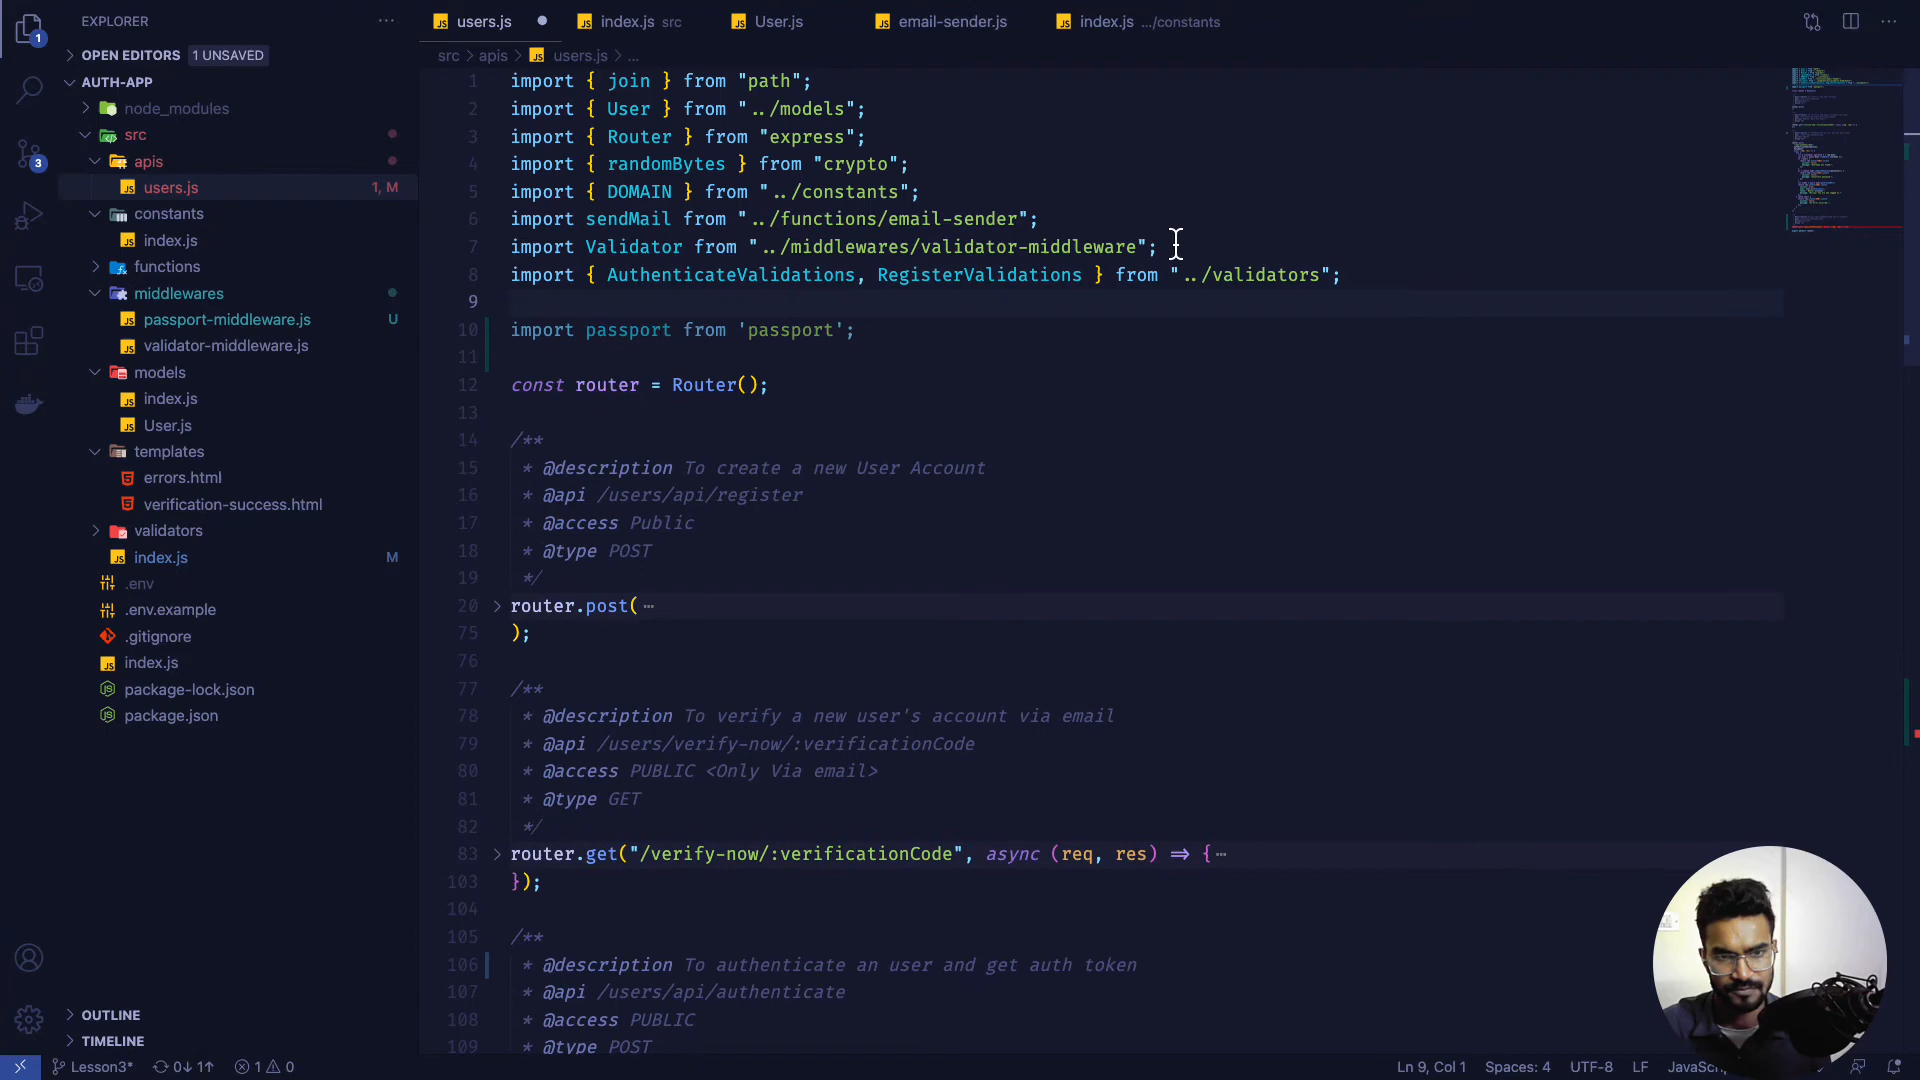 EXPLORER
OPEN EDITORS 1 UNSAVED
AUTH-APP
node_modules
src
apis
users.js 1, M
constants
index.js
functions
middlewares
passport-middleware.js U
validator-middleware.js
models
index.js
User.js
templates
errors.html
verification-success.html
validators
index.js M
.env
.env.example
.gitignore
index.js
package-lock.json
package.json
OUTLINE
TIMELINE
1
3
users.js
index.js src
User.js
email-sender.js
index.js .../constants
src > apis > users.js > ...
1 import { join } from "path";
2 import { User } from "../models";
3 import { Router } from "express";
4 import { randomBytes } from "crypto";
5 import { DOMAIN } from "../constants";
6 import sendMail from "../functions/email-sender";
7 import Validator from "../middlewares/validator-middleware";
8 import { AuthenticateValidations, RegisterValidations } from "../validators";
9
10 import passport from 'passport';
11
12 const router = Router();
13
14 /**
15 * @description To create a new User Account
16 * @api /users/api/register
17 * @access Public
18 * @type POST
19 */
20 router.post( ⋯
75 );
76
77 /**
78 * @description To verify a new user's account via email
79 * @api /users/verify-now/:verificationCode
80 * @access PUBLIC <Only Via email>
81 * @type GET
82 */
83 router.get("/verify-now/:verificationCode", async (req, res) => { ⋯
103 });
104
105 /**
106 * @description To authenticate an user and get auth token
107 * @api /users/api/authenticate
108 * @access PUBLIC
109 * @type POST
Lesson3* 0↓ 1↑ 1 0
Ln 9, Col 1 Spaces: 4 UTF-8 LF